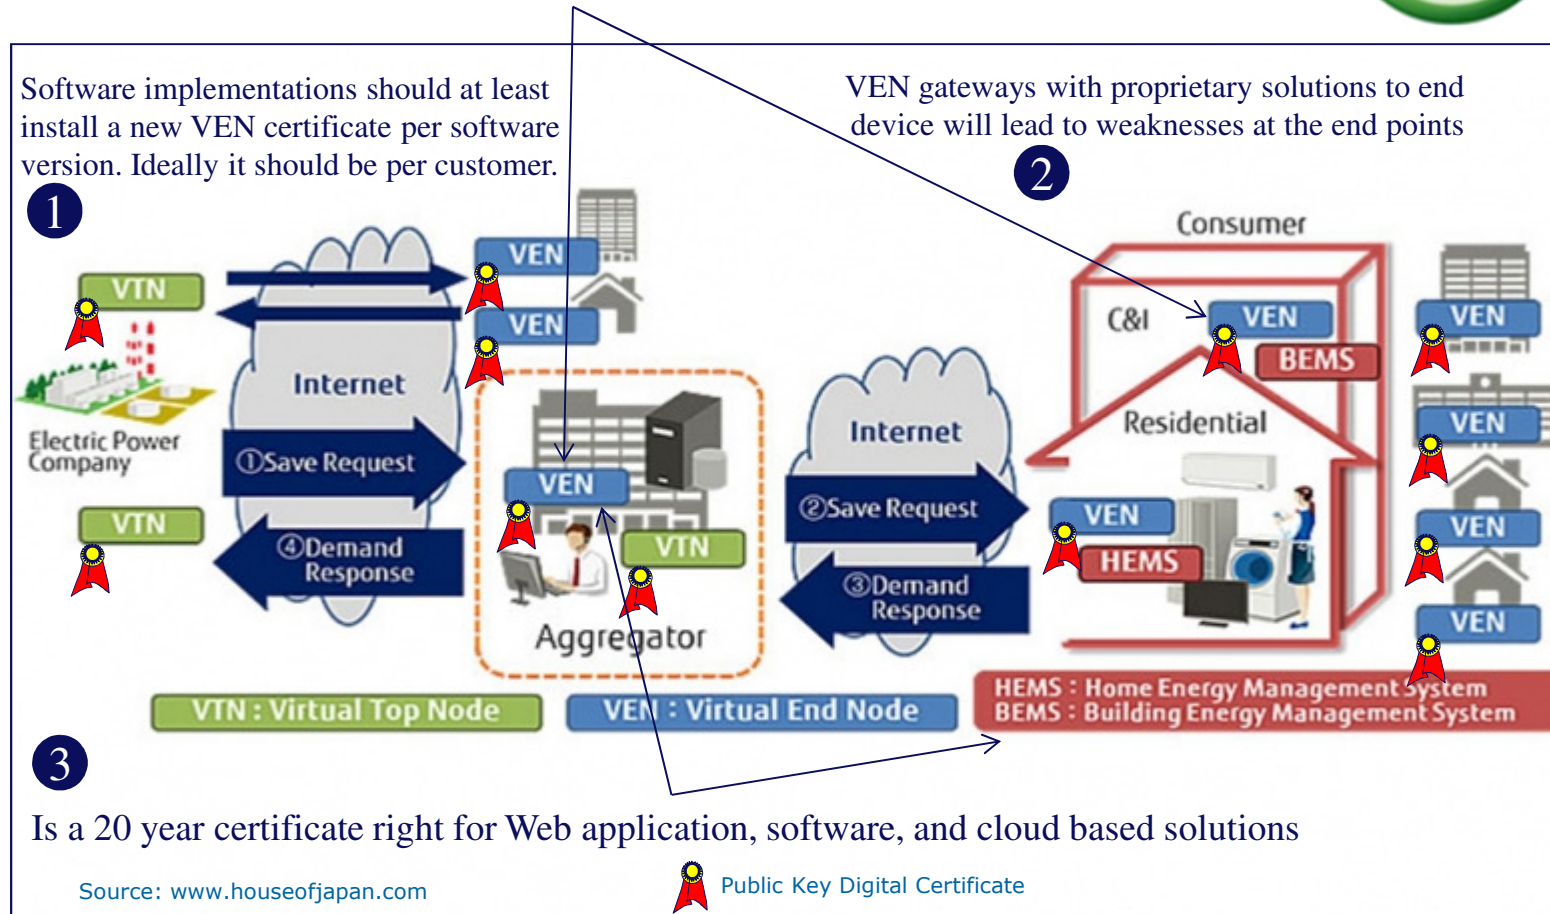 Software implementations should at least
install a new VEN certificate per software
version. Ideally it should be per customer.
1
VEN gateways with proprietary solutions to end
device will lead to weaknesses at the end points
2
VTN
VEN
VEN
Electric Power
Company
Internet
①Save Request
VTN
④Demand
Response
VEN
VTN
Aggregator
Internet
②Save Request
③Demand
Response
Consumer
C&I
VEN
BEMS
Residential
VEN
HEMS
VEN
VEN
VEN
VEN
VTN : Virtual Top Node
VEN : Virtual End Node
HEMS : Home Energy Management System
BEMS : Building Energy Management System
3
Is a 20 year certificate right for Web application, software, and cloud based solutions
Source: www.houseofjapan.com
Public Key Digital Certificate